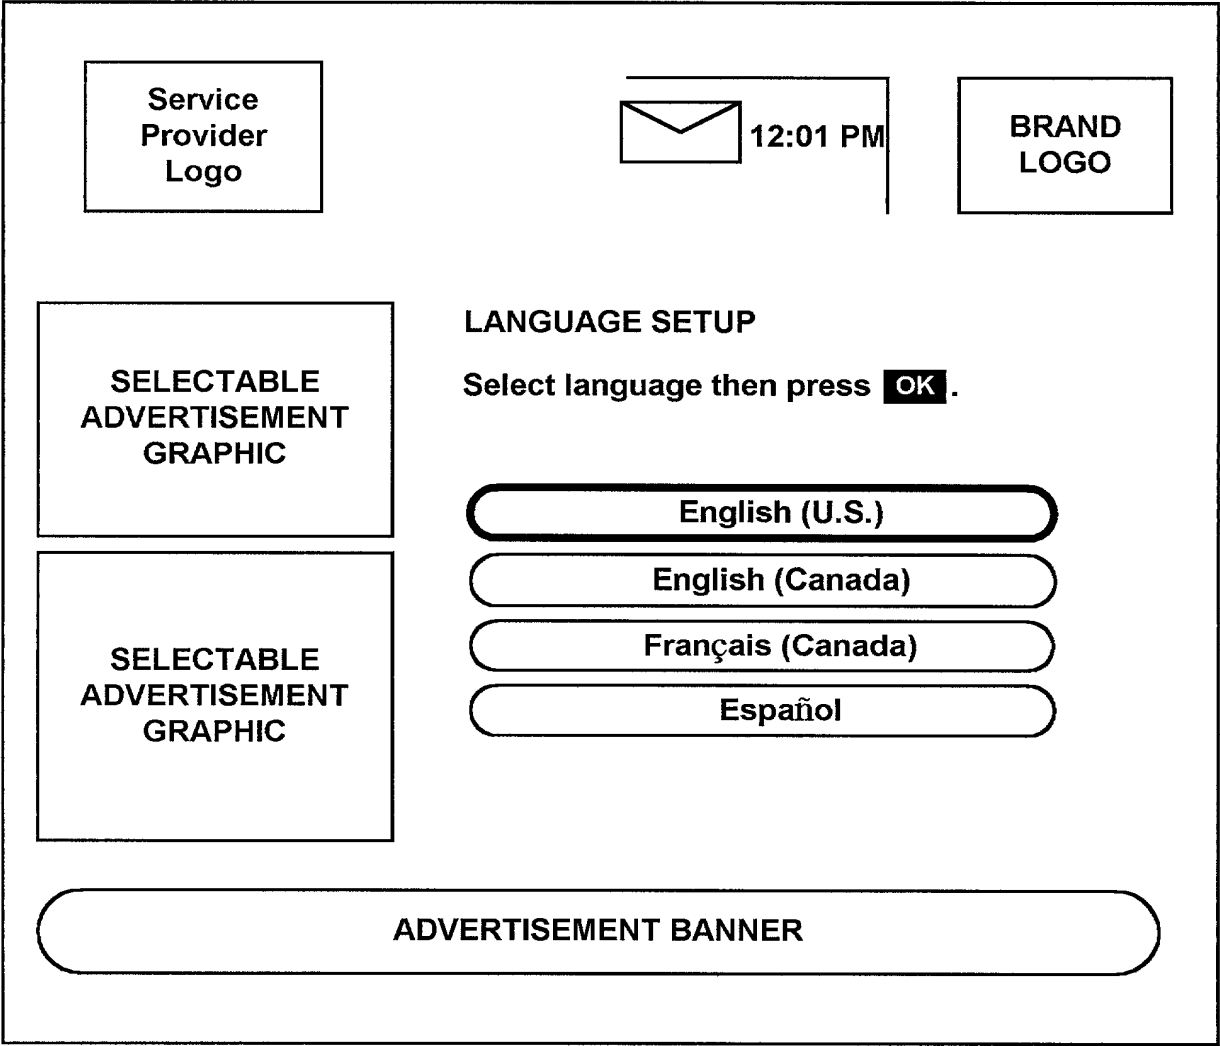 Service
Provider
Logo
12:01 PM
BRAND
LOGO
SELECTABLE
ADVERTISEMENT
GRAPHIC
SELECTABLE
ADVERTISEMENT
GRAPHIC
LANGUAGE SETUP
Select language then press OK.
English (U.S.)
English (Canada)
Français (Canada)
Español
ADVERTISEMENT BANNER